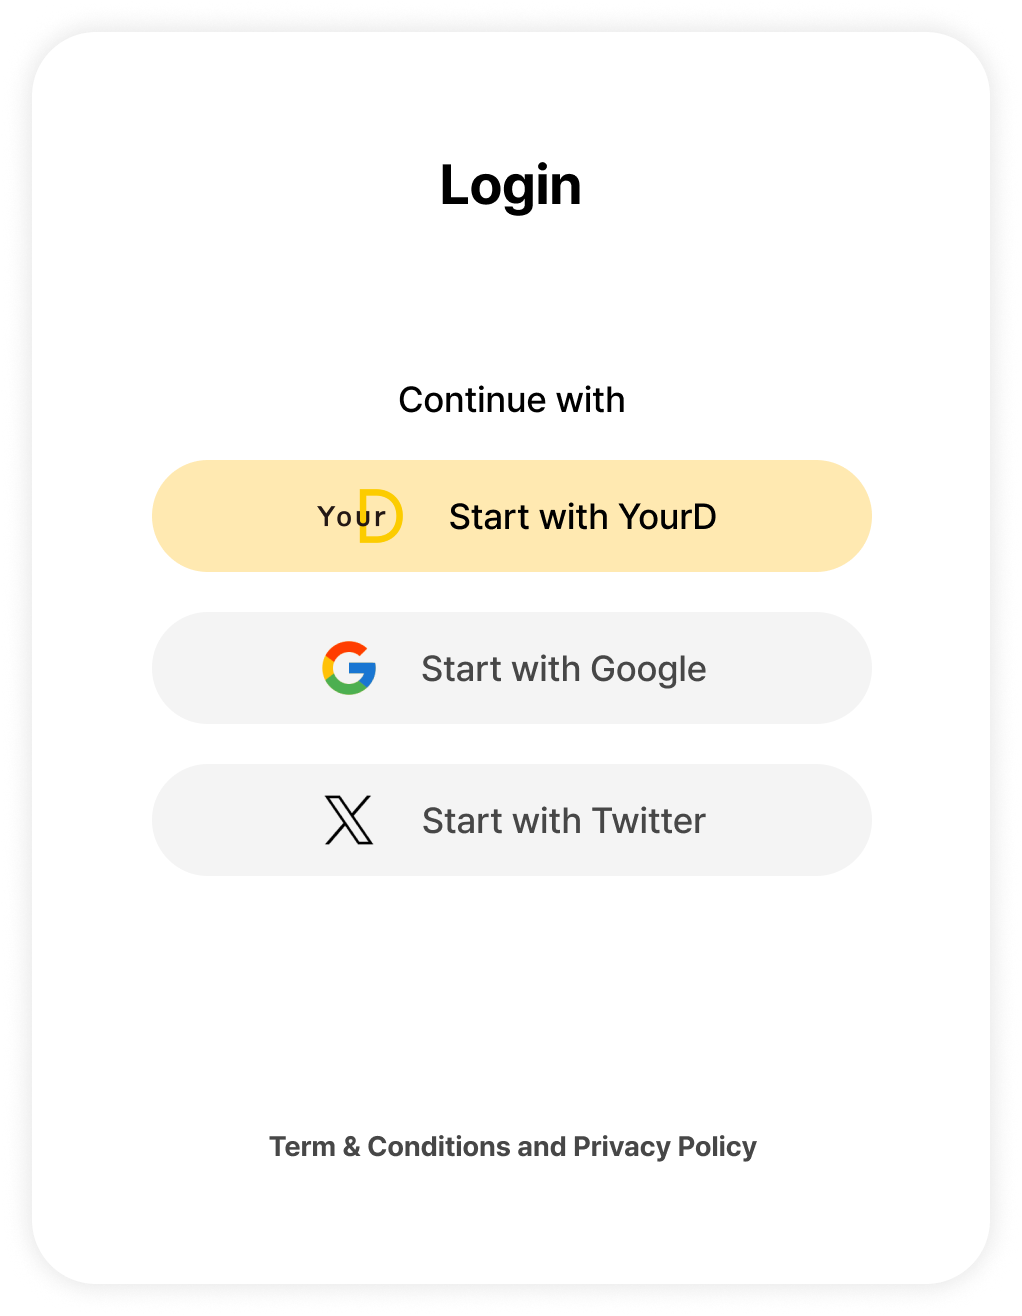 Login
Continue with
YourD Start with YourD
Start with Google
Start with Twitter
Term & Conditions and Privacy Policy